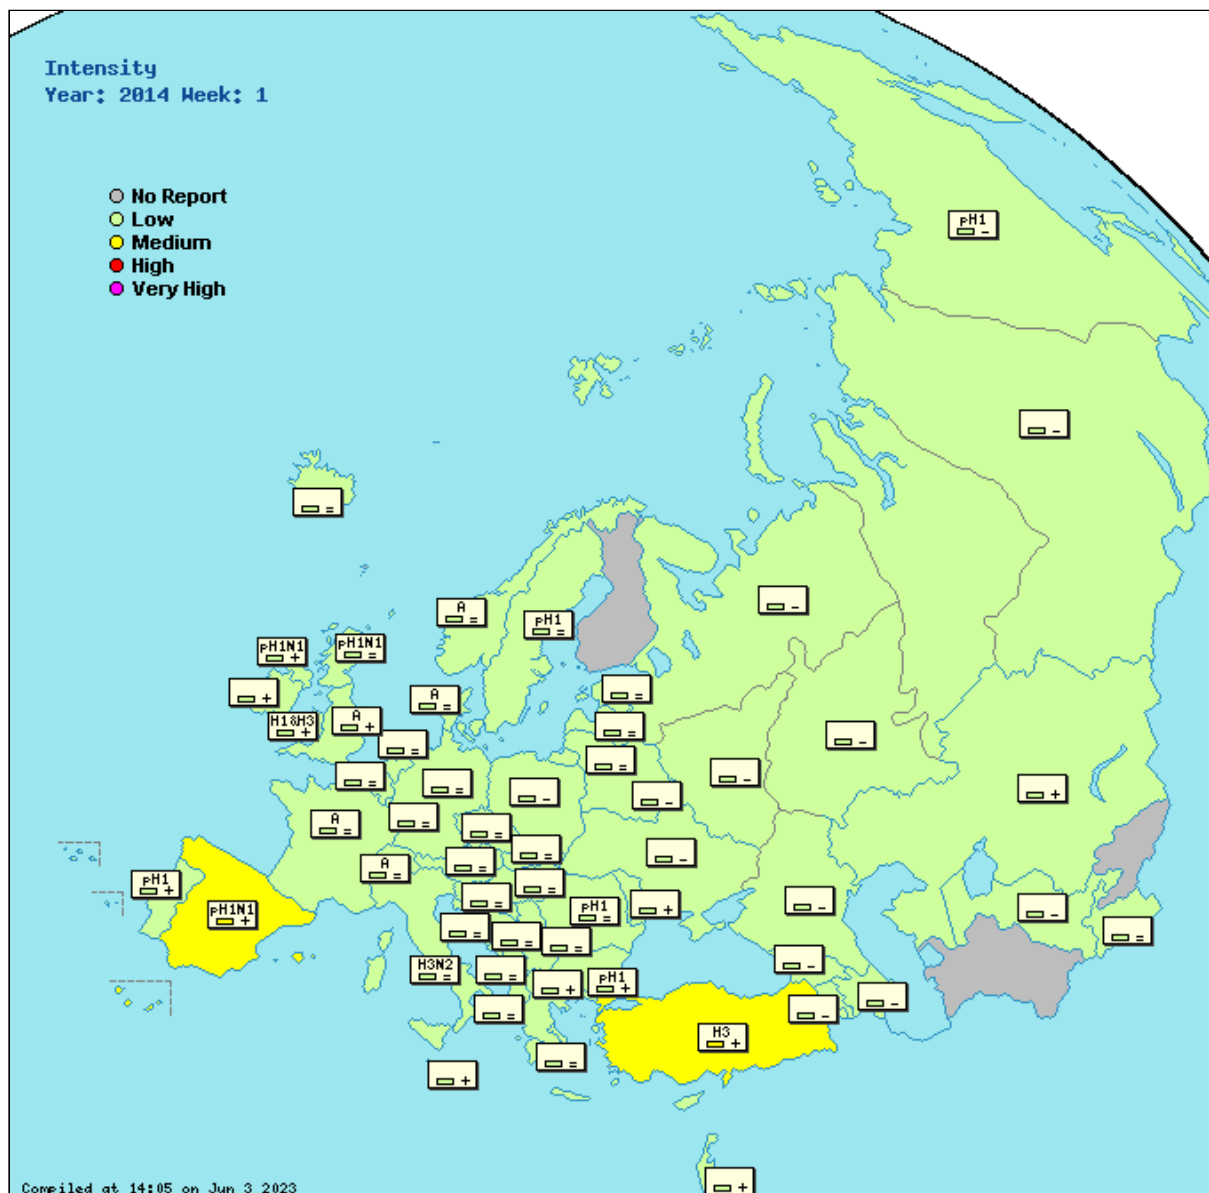 Intensity
Year: 2014 Week: 1
No Report
Low
Medium
High
Very High
pH1
-
-
=
-
A
=
pH1
=
pH1N1
+
pH1N1
=
+
A
=
=
H1&H3
+
A
+
=
=
=
-
-
=
=
-
-
+
A
=
=
=
=
-
A
=
=
=
pH1
+
=
=
pH1
=
+
-
-
=
pH1N1
+
=
=
=
-
H3N2
=
=
+
pH1
+
-
-
=
H3
+
=
+
+
Compiled at 14:05 on Jun 3 2023